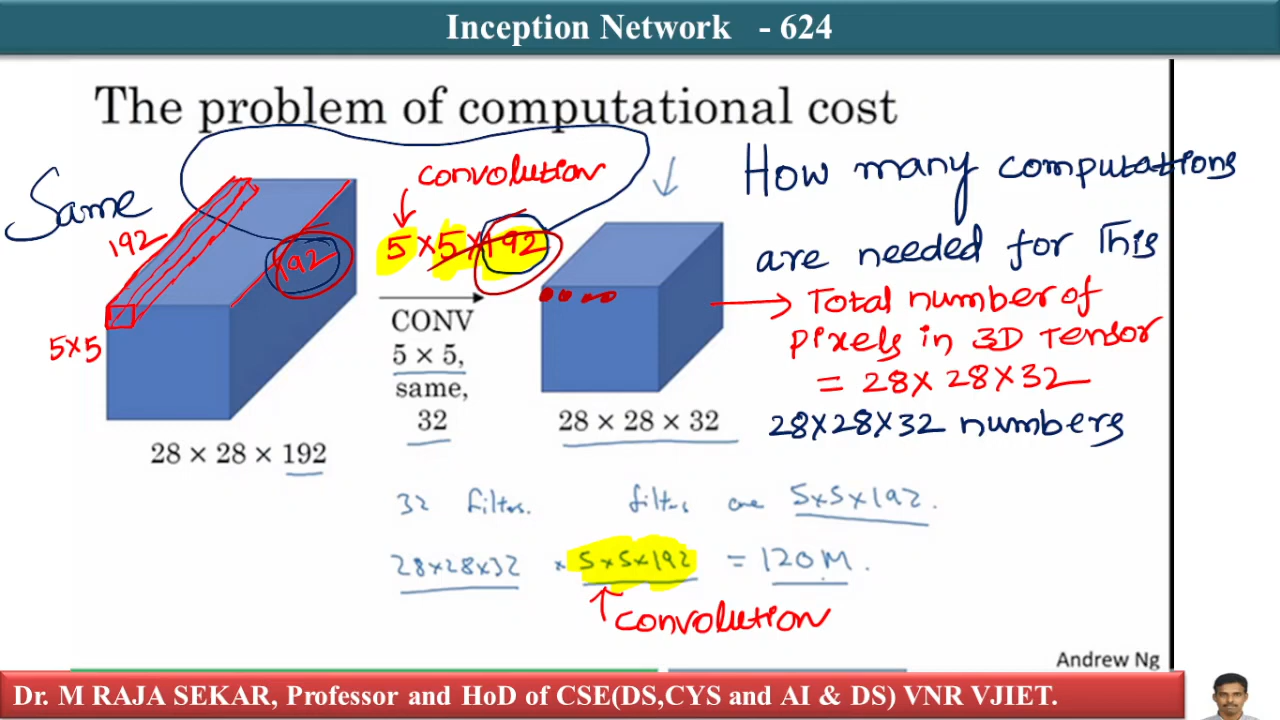 Inception Network - 624
The problem of computational cost
Same
convolution
How many computations
are needed for This
192
5×5×192
192
5×5
CONV
5 × 5,
same,
32
Total number of
pixels in 3D Tensor
= 28×28×32
28×28×32 numbers
28 × 28 × 192
28 × 28 × 32
32 filters. filters are 5×5×192.
28×28×32 × 5×5×192 = 120M.
convolution
Andrew Ng
Dr. M RAJA SEKAR, Professor and HoD of CSE(DS,CYS and AI & DS) VNR VJIET.